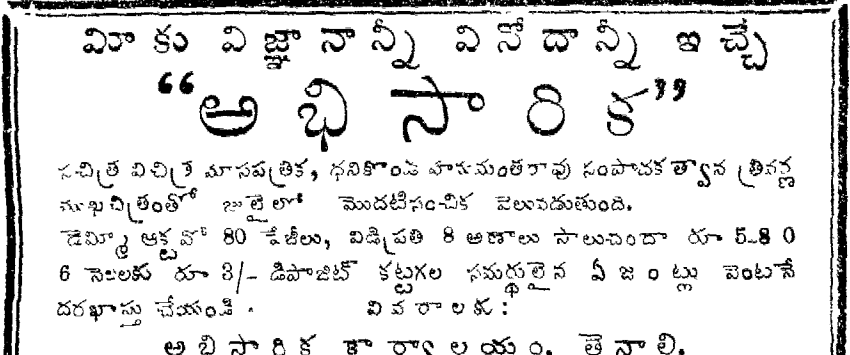 మీకు విజ్ఞానాన్నీ వినోదాన్నీ ఇచ్చే
“అభిసారిక”
సచిత్ర విచిత్ర మాసపత్రిక, ధనికొండ హనుమంతరావు సంపాదకత్వాన త్రివర్ణ
ముఖచిత్రంతో జులైలో మొదటిసంచిక వెలువడుతుంది.
డెమ్మీ ఆక్టవో 80 పేజీలు, విడిప్రతి 8 అణాలు సాలుచందా రూ 5-8 0
6 నెలలకు రూ 3/- డిపాజిట్ కట్టగల సమర్థులైన ఏజంట్లు వెంటనే
దరఖాస్తు చేయండి. వివరాలకు:
అభిసారిక కార్యాలయం, తెనాలి.